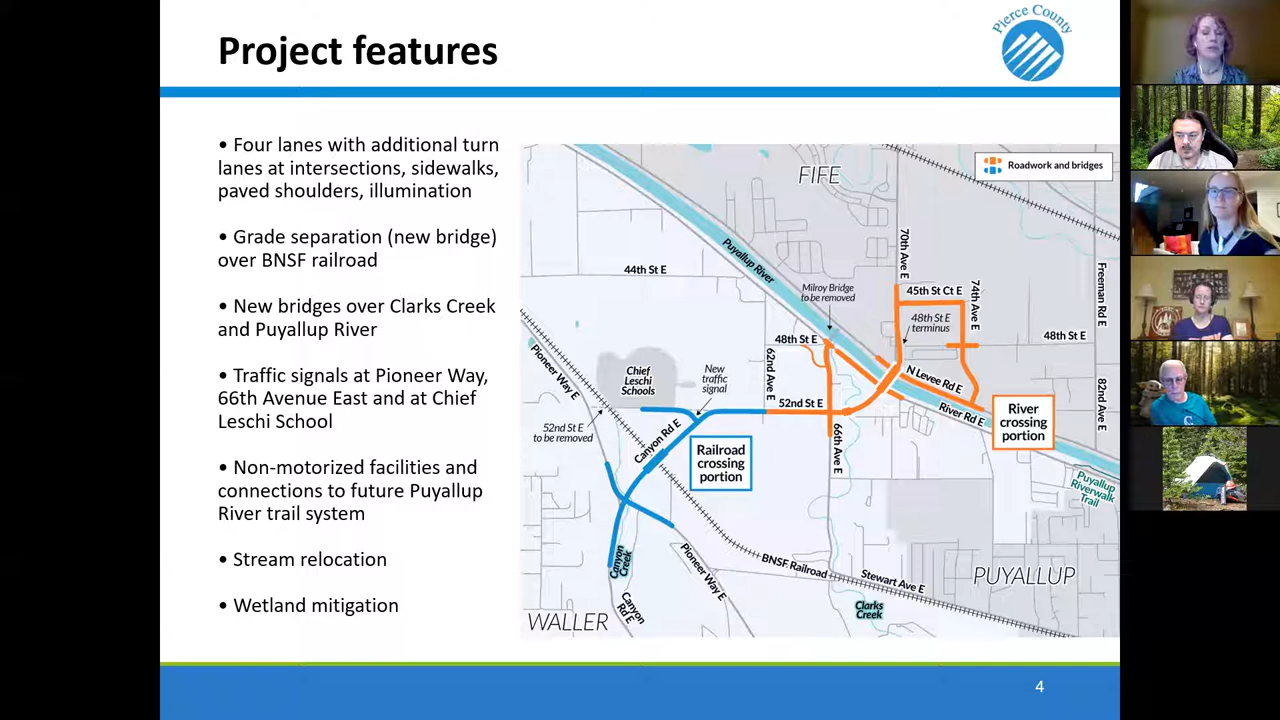 Project features
Pierce County
• Four lanes with additional turn
lanes at intersections, sidewalks,
paved shoulders, illumination
• Grade separation (new bridge)
over BNSF railroad
• New bridges over Clarks Creek
and Puyallup River
• Traffic signals at Pioneer Way,
66th Avenue East and at Chief
Leschi School
• Non-motorized facilities and
connections to future Puyallup
River trail system
• Stream relocation
• Wetland mitigation
Roadwork and bridges
FIFE
Puyallup River
70th Ave E
44th St E
Milroy Bridge
to be removed
45th St Ct E
74th Ave E
Freeman Rd E
48th St E
terminus
48th St E
48th St E
Pioneer Way E
Chief
Leschi
Schools
New
traffic
signal
62nd Ave E
N Levee Rd E
82nd Ave E
52nd St E
River Rd E
River
crossing
portion
52nd St E
to be removed
Canyon Rd E
66th Ave E
Railroad
crossing
portion
Puyallup
Riverwalk
Trail
Canyon
Creek
Pioneer Way E
BNSF Railroad
Stewart Ave E
PUYALLUP
Canyon
Rd E
Clarks
Creek
WALLER
4